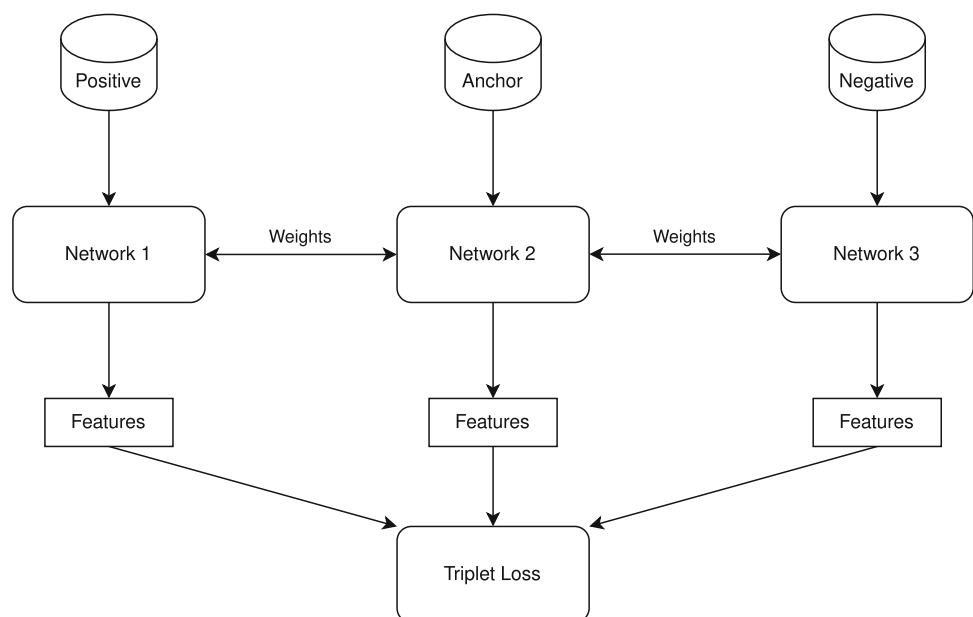 Positive
Anchor
Negative
Network 1
Weights
Network 2
Weights
Network 3
Features
Features
Features
Triplet Loss